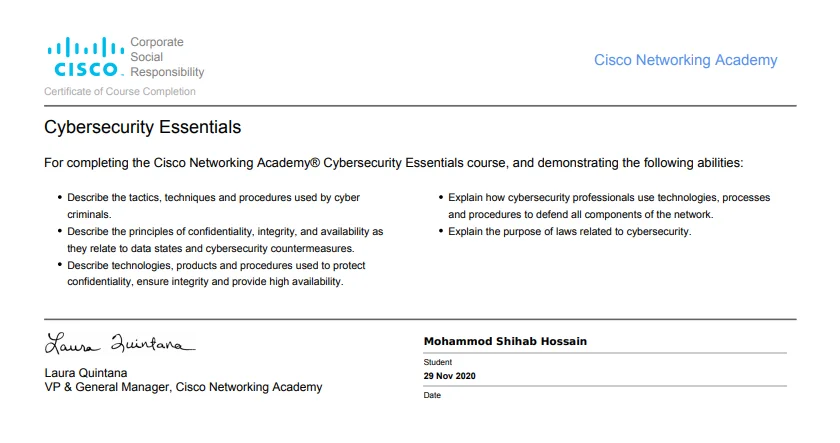 Corporate
Social
CISCO Responsibility
Cisco Networking Academy
Certificate of Course Completion
Cybersecurity Essentials
For completing the Cisco Networking Academy® Cybersecurity Essentials course, and demonstrating the following abilities:
• Describe the tactics, techniques and procedures used by cyber
criminals.
• Describe the principles of confidentiality, integrity, and availability as
they relate to data states and cybersecurity countermeasures.
• Describe technologies, products and procedures used to protect
confidentiality, ensure integrity and provide high availability.
• Explain how cybersecurity professionals use technologies, processes
and procedures to defend all components of the network.
• Explain the purpose of laws related to cybersecurity.
Laura Quintana
Laura Quintana
VP & General Manager, Cisco Networking Academy
Mohammod Shihab Hossain
Student
29 Nov 2020
Date